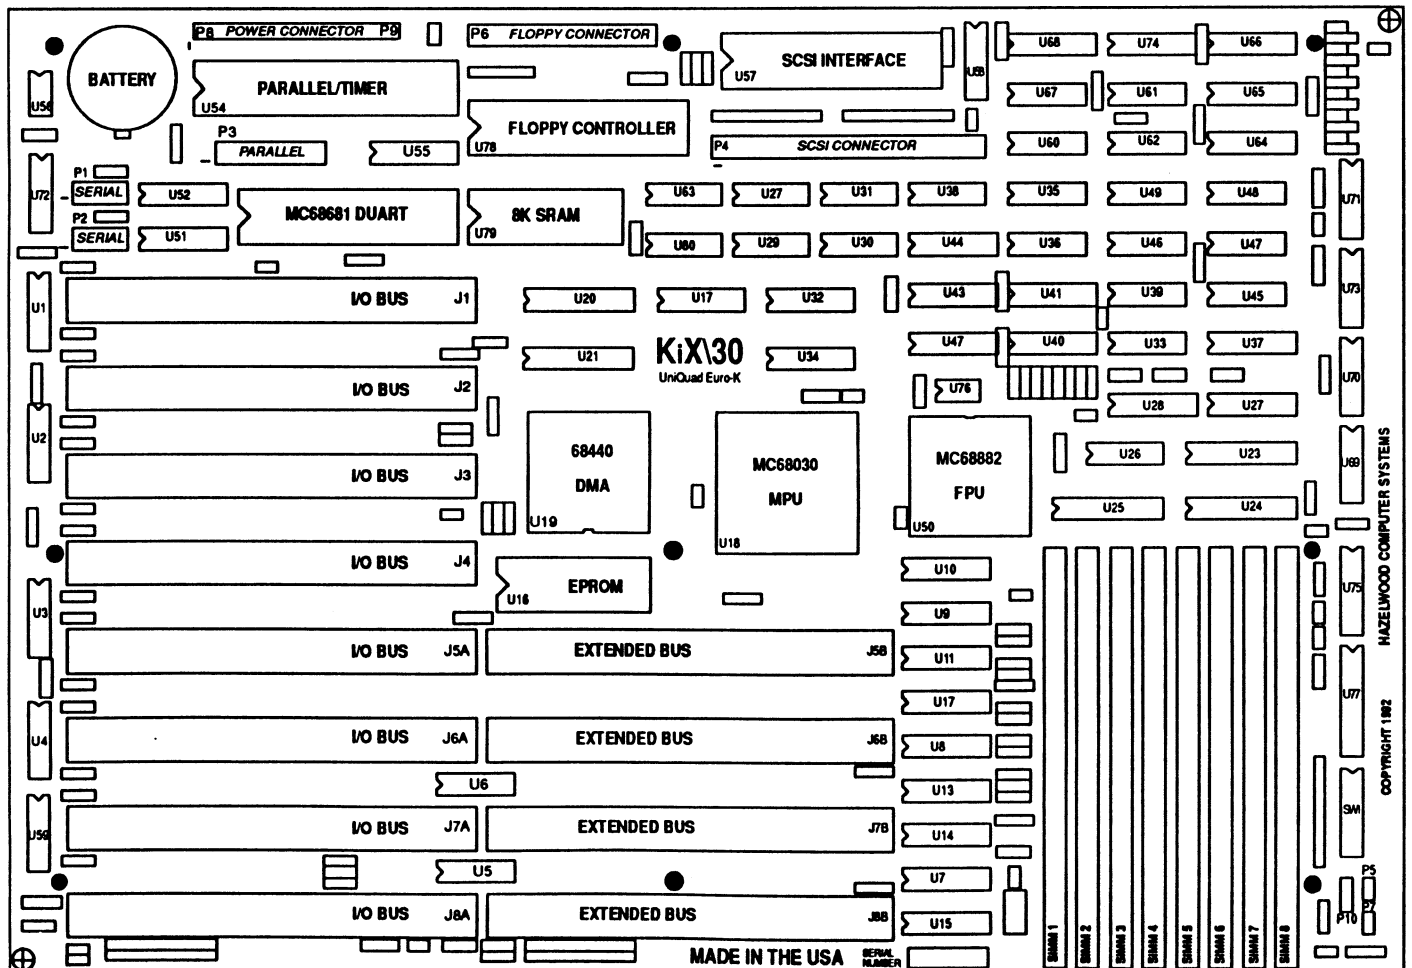 P8 POWER CONNECTOR P9
P6 FLOPPY CONNECTOR
BATTERY
U56
PARALLEL/TIMER
U54
SCSI INTERFACE
U57
U58
U68
U74
U66
U67
U61
U65
FLOPPY CONTROLLER
U78
P3
PARALLEL
U55
P4 SCSI CONNECTOR
U60
U62
U64
U72
P1
SERIAL
P2
SERIAL
U52
U51
MC68681 DUART
8K SRAM
U79
U63
U27
U31
U38
U35
U49
U48
U71
U80
U29
U30
U44
U36
U46
U47
U1
I/O BUS J1
U20
U17
U32
U43
U41
U39
U45
U73
U21
KiX\30
UniQuad Euro-K
U34
U47
U40
U33
U37
U70
I/O BUS J2
U76
U28
U27
U2
68440
DMA
U19
MC68030
MPU
U18
MC68882
FPU
U50
U26
U23
U69
I/O BUS J3
U25
U24
I/O BUS J4
U16
EPROM
U10
U3
U9
U75
HAZELWOOD COMPUTER SYSTEMS
I/O BUS J5A
EXTENDED BUS J5B
U11
U17
U77
U4
I/O BUS J6A
EXTENDED BUS J6B
U8
COPYRIGHT 1992
U6
U13
SW1
U59
I/O BUS J7A
EXTENDED BUS J7B
U14
U5
U7
P5
P7
P10
I/O BUS J8A
EXTENDED BUS J8B
U15
MADE IN THE USA
SERIAL
NUMBER
SIMM 1
SIMM 2
SIMM 3
SIMM 4
SIMM 5
SIMM 6
SIMM 7
SIMM 8